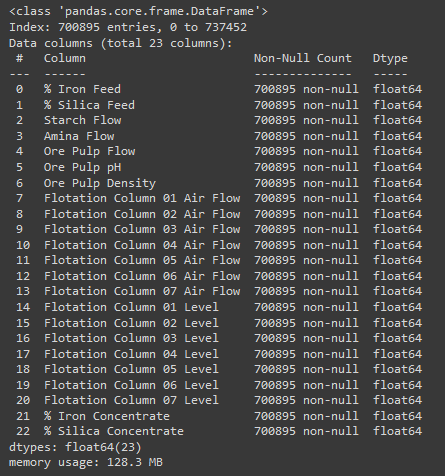 <class 'pandas.core.frame.DataFrame'>
Index: 700895 entries, 0 to 737452
Data columns (total 23 columns):
 #   Column                        Non-Null Count   Dtype
---  ------                        --------------   -----
 0   % Iron Feed                   700895 non-null  float64
 1   % Silica Feed                 700895 non-null  float64
 2   Starch Flow                   700895 non-null  float64
 3   Amina Flow                    700895 non-null  float64
 4   Ore Pulp Flow                 700895 non-null  float64
 5   Ore Pulp pH                   700895 non-null  float64
 6   Ore Pulp Density              700895 non-null  float64
 7   Flotation Column 01 Air Flow  700895 non-null  float64
 8   Flotation Column 02 Air Flow  700895 non-null  float64
 9   Flotation Column 03 Air Flow  700895 non-null  float64
 10  Flotation Column 04 Air Flow  700895 non-null  float64
 11  Flotation Column 05 Air Flow  700895 non-null  float64
 12  Flotation Column 06 Air Flow  700895 non-null  float64
 13  Flotation Column 07 Air Flow  700895 non-null  float64
 14  Flotation Column 01 Level     700895 non-null  float64
 15  Flotation Column 02 Level     700895 non-null  float64
 16  Flotation Column 03 Level     700895 non-null  float64
 17  Flotation Column 04 Level     700895 non-null  float64
 18  Flotation Column 05 Level     700895 non-null  float64
 19  Flotation Column 06 Level     700895 non-null  float64
 20  Flotation Column 07 Level     700895 non-null  float64
 21  % Iron Concentrate            700895 non-null  float64
 22  % Silica Concentrate          700895 non-null  float64
dtypes: float64(23)
memory usage: 128.3 MB